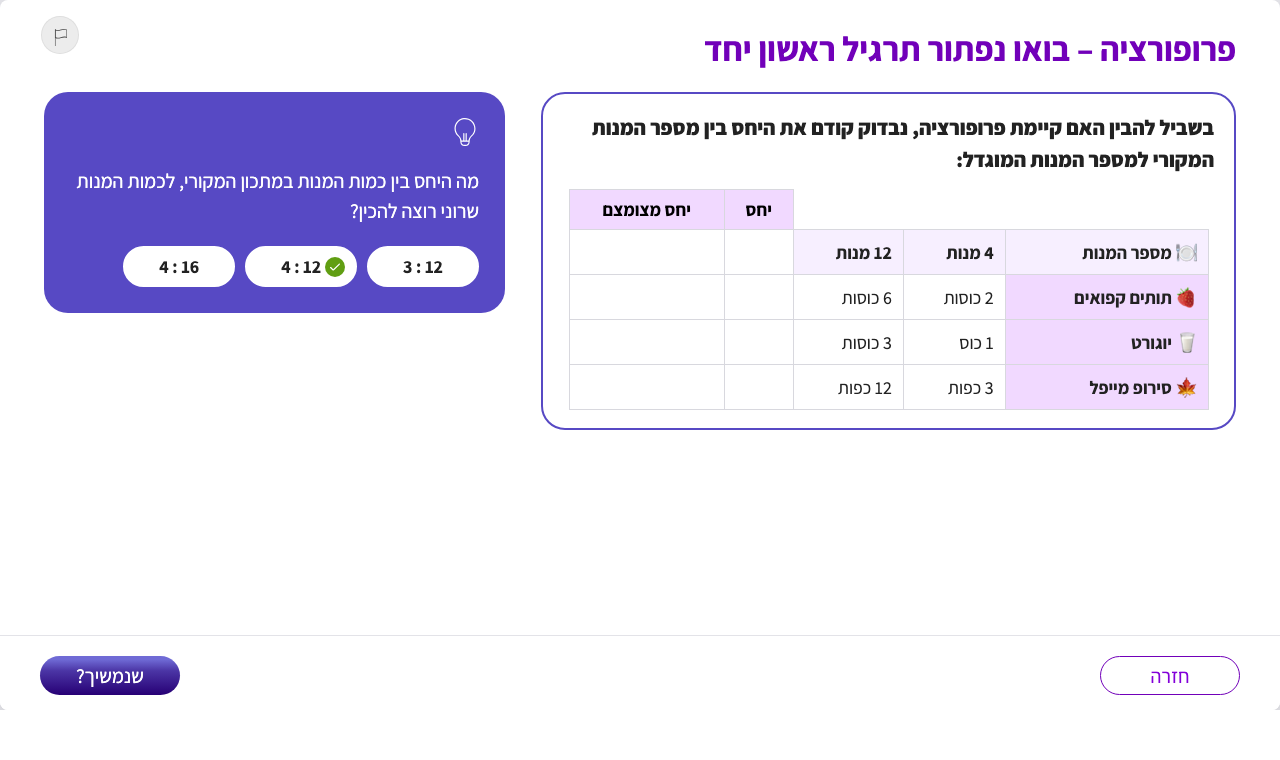 פרופורציה – בואו נפתור תרגיל ראשון יחד
בשביל להבין האם קיימת פרופורציה, נבדוק קודם את היחס בין מספר המנות
המקורי למספר המנות המוגדל:
יחס יחס מצומצם
מספר המנות 4 מנות 12 מנות
תותים קפואים 2 כוסות 6 כוסות
יוגורט 1 כוס 3 כוסות
סירופ מייפל 3 כפות 12 כפות
מה היחס בין כמות המנות במתכון המקורי, לכמות המנות
שרוני רוצה להכין?
3 : 12 4 : 12 4 : 16
חזרה שנמשיך?